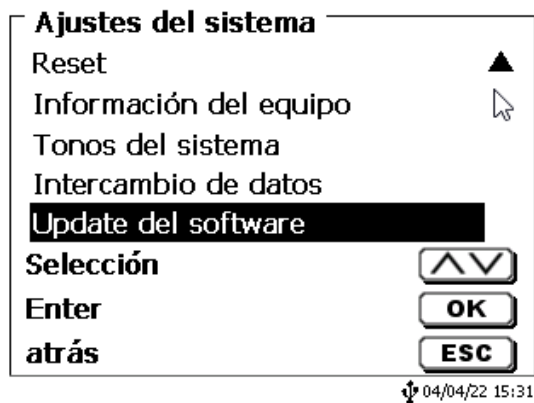 Ajustes del sistema
Reset
Información del equipo
Tonos del sistema
Intercambio de datos
Update del software
Selección
Enter OK
atrás ESC
04/04/22 15:31